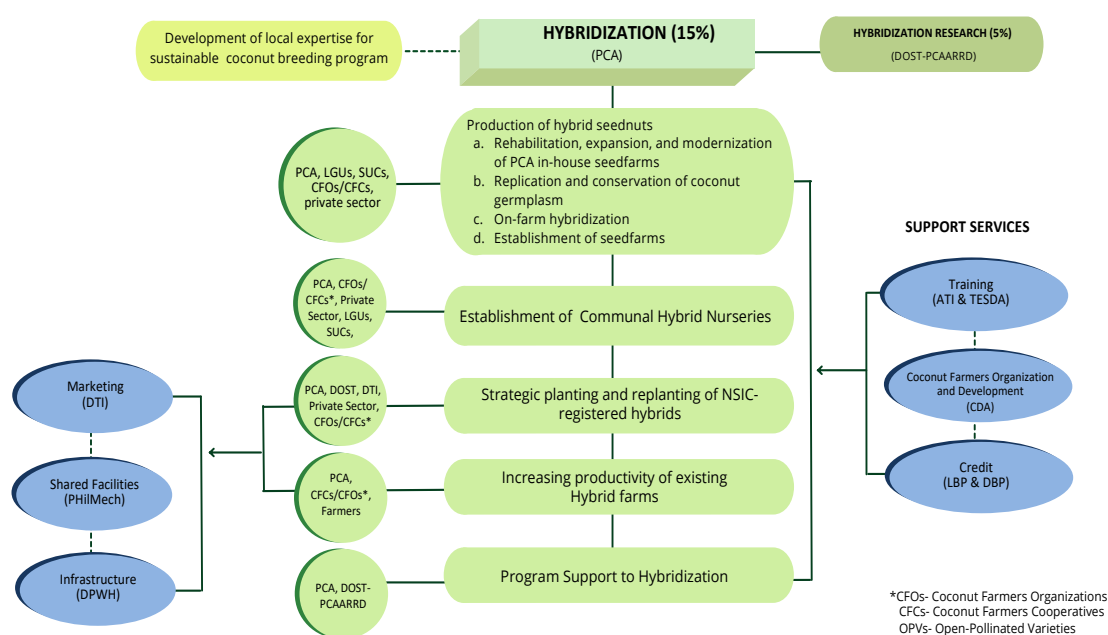 Development of local expertise for
sustainable coconut breeding program
HYBRIDIZATION (15%)
(PCA)
HYBRIDIZATION RESEARCH (5%)
(DOST-PCAARRD)
PCA, LGUs, SUCs,
CFOs/CFCs,
private sector
Production of hybrid seednuts
a. Rehabilitation, expansion, and modernization
of PCA in-house seedfarms
b. Replication and conservation of coconut
germplasm
c. On-farm hybridization
d. Establishment of seedfarms
PCA, CFOs/
CFCs*, Private
Sector, LGUs,
SUCs,
Establishment of Communal Hybrid Nurseries
PCA, DOST, DTI,
Private Sector,
CFOs/CFCs*
Strategic planting and replanting of NSIC-
registered hybrids
PCA,
CFCs/CFOs*,
Farmers
Increasing productivity of existing
Hybrid farms
PCA, DOST-
PCAARRD
Program Support to Hybridization
Marketing
(DTI)
Shared Facilities
(PHilMech)
Infrastructure
(DPWH)
SUPPORT SERVICES
Training
(ATI & TESDA)
Coconut Farmers Organization
and Development
(CDA)
Credit
(LBP & DBP)
*CFOs- Coconut Farmers Organizations
CFCs- Coconut Farmers Cooperatives
OPVs- Open-Pollinated Varieties